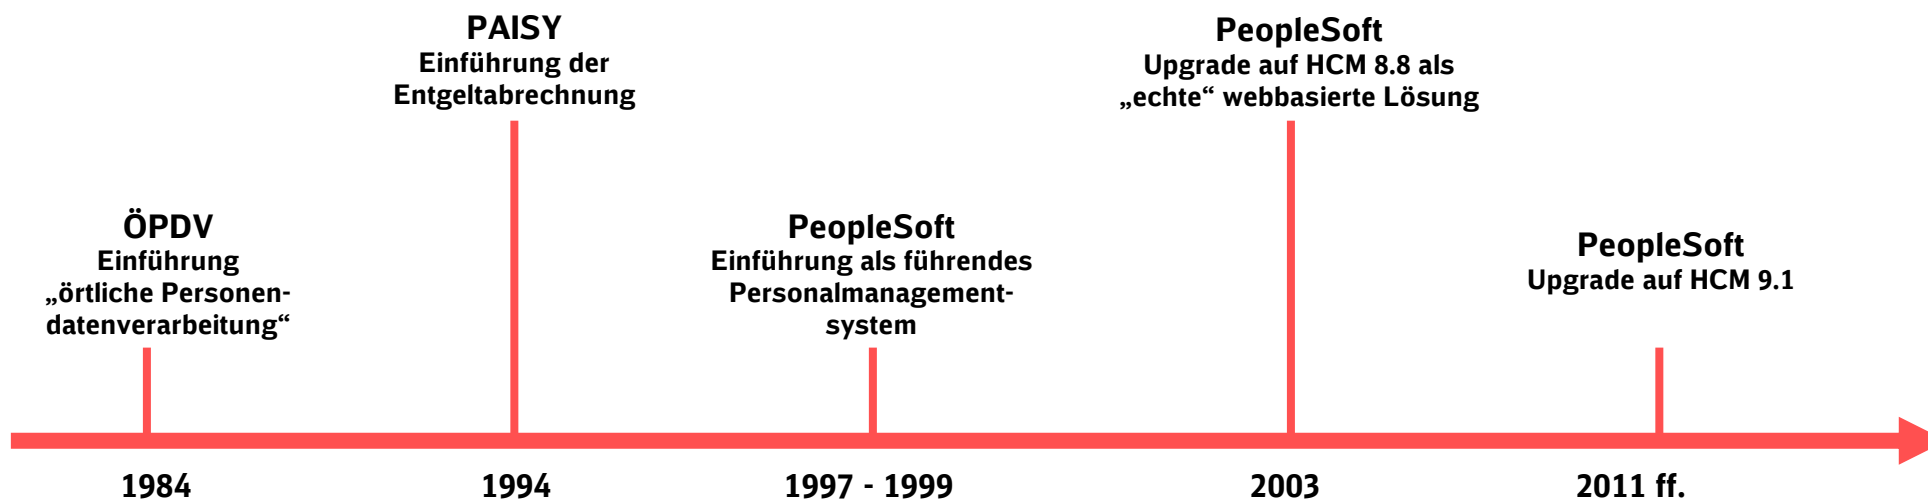 PAISY
Einführung der
Entgeltabrechnung
PeopleSoft
Upgrade auf HCM 8.8 als
„echte“ webbasierte Lösung
ÖPDV
Einführung
„örtliche Personen-
datenverarbeitung“
PeopleSoft
Einführung als führendes
Personalmanagement-
system
PeopleSoft
Upgrade auf HCM 9.1
1984
1994
1997 - 1999
2003
2011 ff.